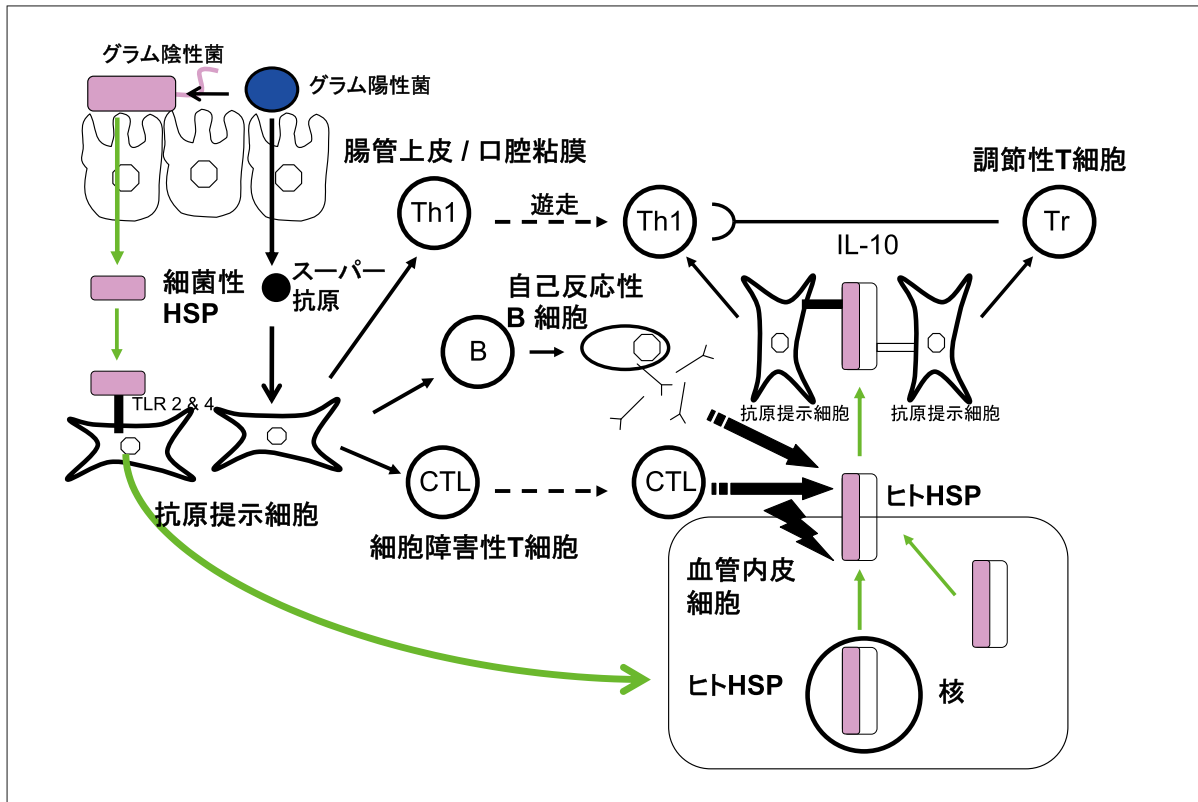 グラム陰性菌
グラム陽性菌
腸管上皮 / 口腔粘膜
調節性T細胞
Th1
遊走
Th1
Tr
IL-10
細菌性
HSP
スーパー
抗原
自己反応性
B 細胞
B
TLR 2 & 4
抗原提示細胞
抗原提示細胞
抗原提示細胞
CTL
CTL
細胞障害性T細胞
ヒトHSP
血管内皮
細胞
ヒトHSP
核